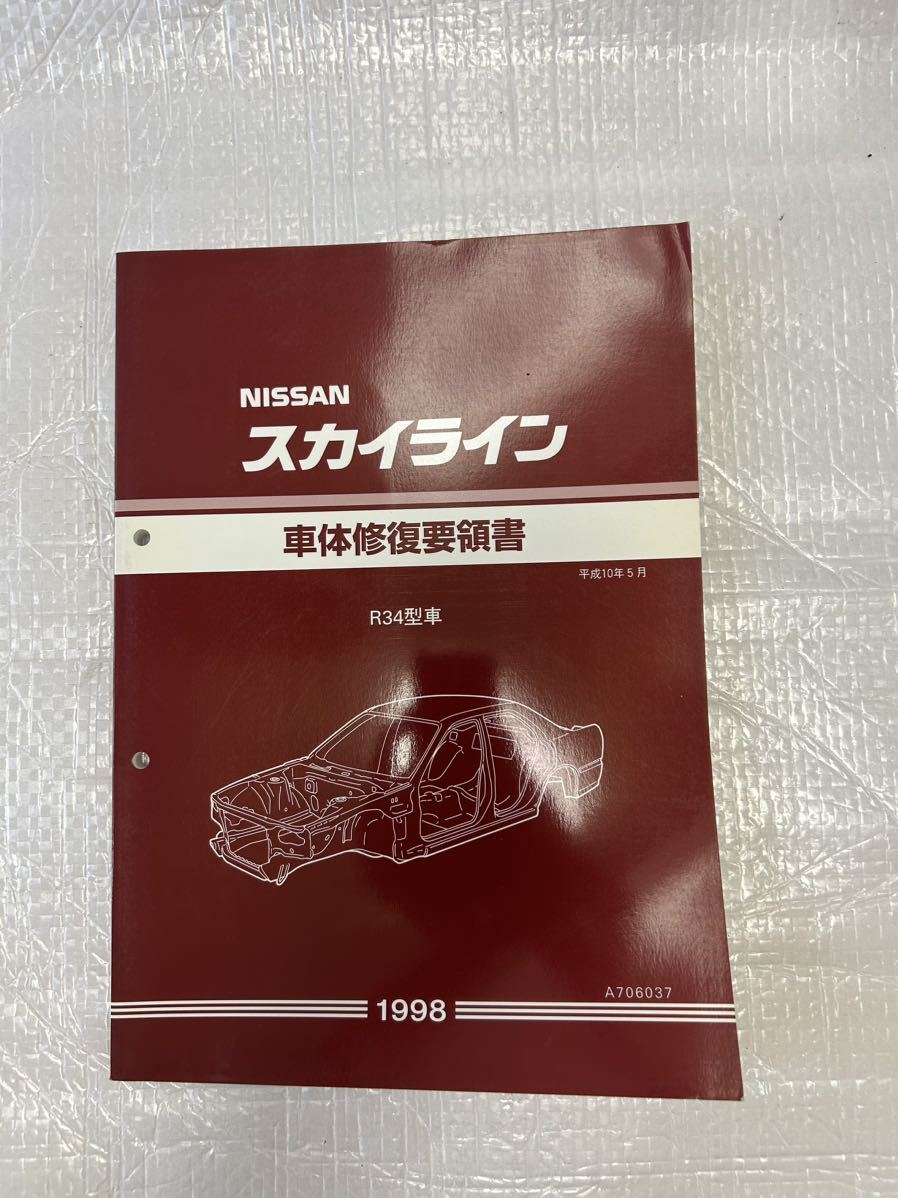 NISSAN
スカイライン
車体修復要領書
平成10年5月
R34型車
A706037
1998